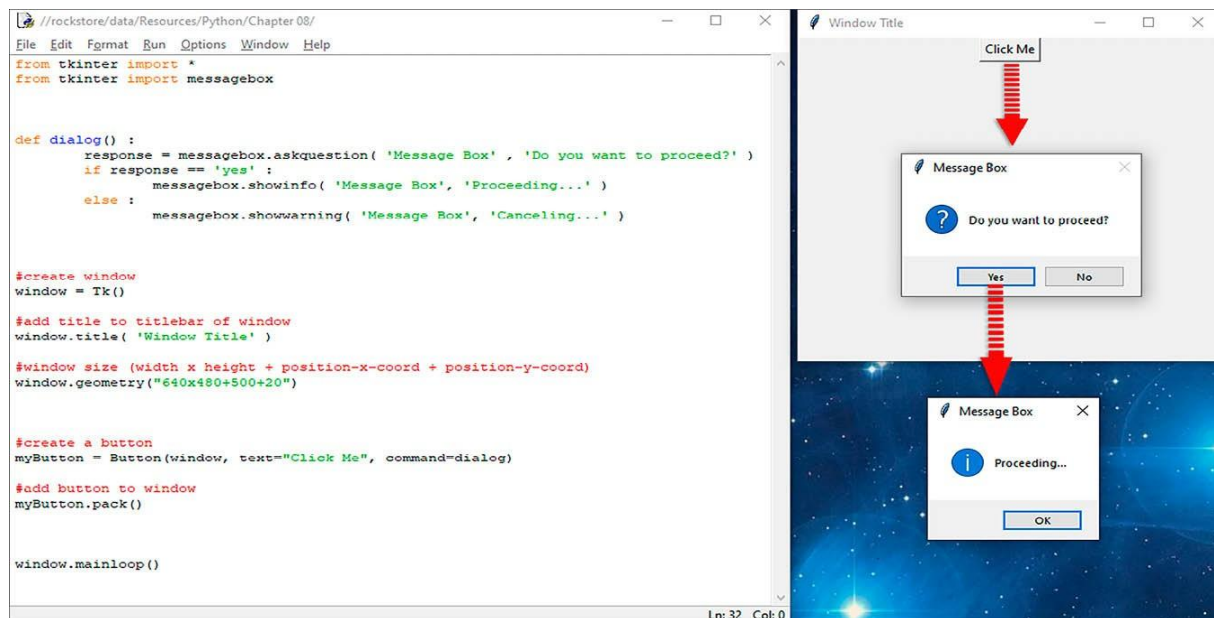 //rockstore/data/Resources/Python/Chapter 08/
File Edit Format Run Options Window Help
from tkinter import *
from tkinter import messagebox
def dialog() :
response = messagebox.askquestion( 'Message Box' , 'Do you want to proceed?' )
if response == 'yes' :
messagebox.showinfo( 'Message Box', 'Proceeding...' )
else :
messagebox.showwarning( 'Message Box', 'Canceling...' )
#create window
window = Tk()
#add title to titlebar of window
window.title( 'Window Title' )
#window size (width x height + position-x-coord + position-y-coord)
window.geometry("640x480+500+20")
#create a button
myButton = Button(window, text="Click Me", command=dialog)
#add button to window
myButton.pack()
window.mainloop()
Ln: 32 Col: 0
Window Title
Click Me
Message Box
Do you want to proceed?
Yes No
Message Box
Proceeding...
OK